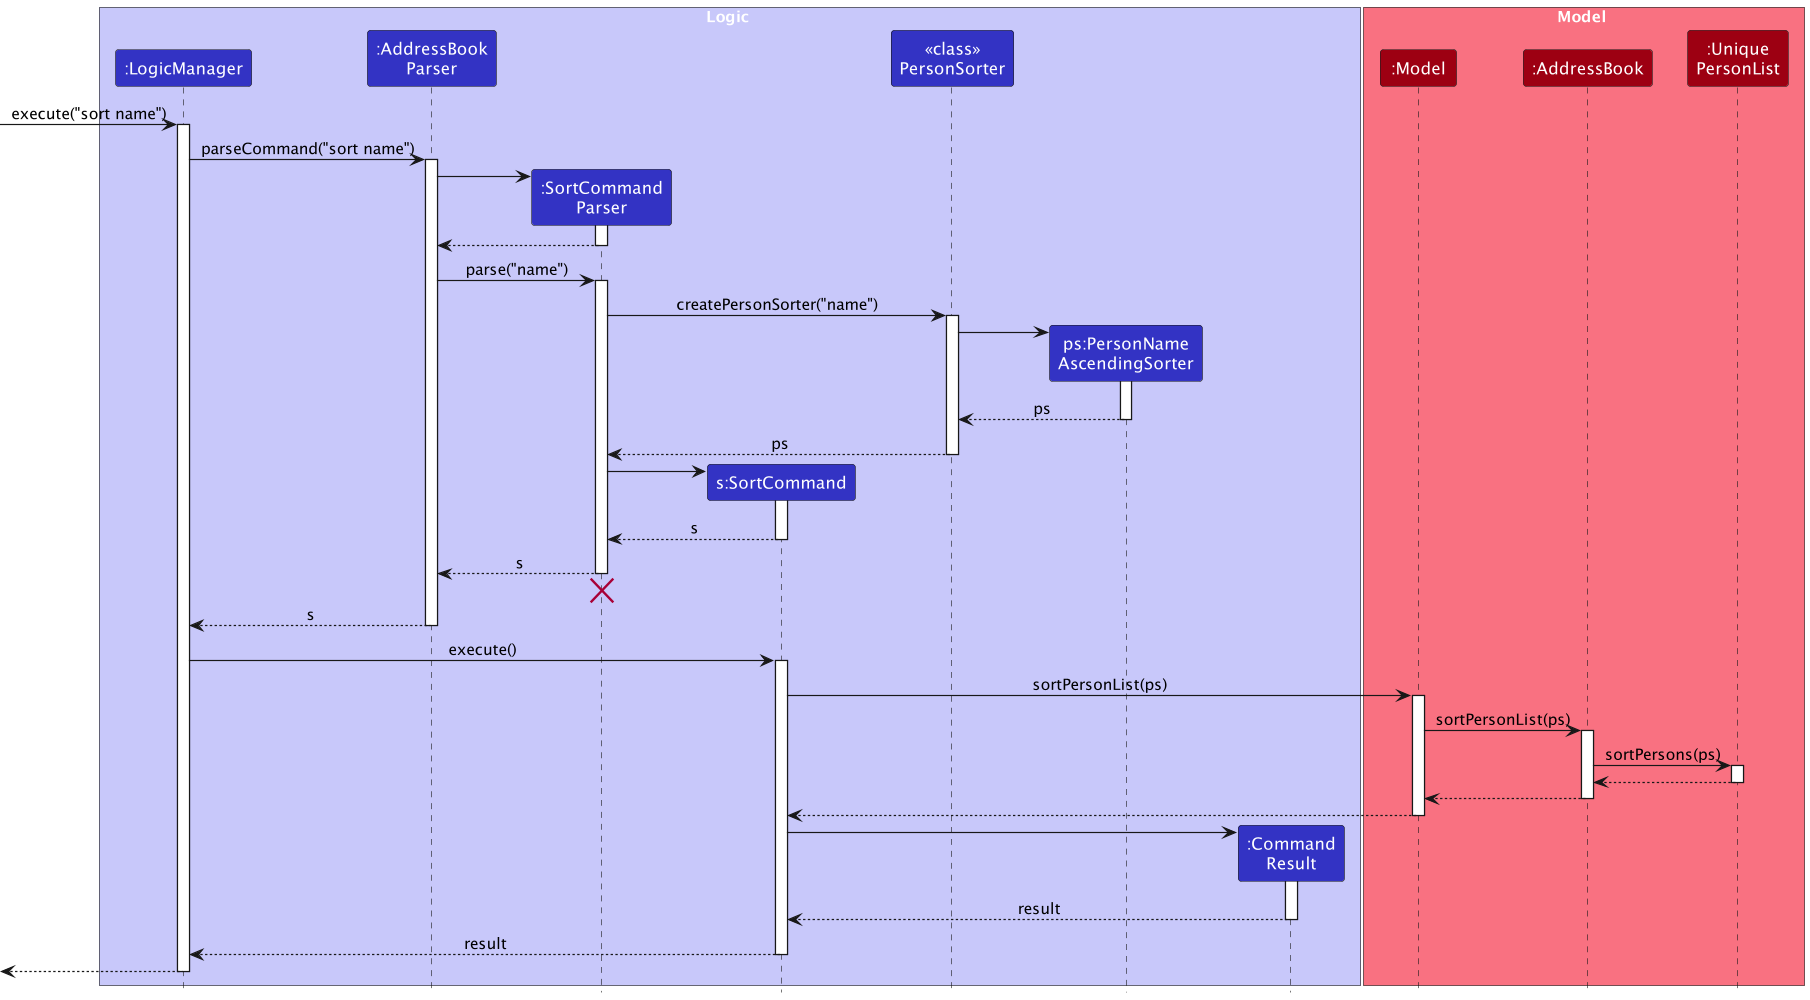 Logic
Model
:LogicManager
:AddressBook
Parser
«class»
PersonSorter
:Model
:AddressBook
:Unique
PersonList
execute("sort name")
parseCommand("sort name")
:SortCommand
Parser
parse("name")
createPersonSorter("name")
ps:PersonName
AscendingSorter
ps
ps
s:SortCommand
s
s
s
execute()
sortPersonList(ps)
sortPersonList(ps)
sortPersons(ps)
:Command
Result
result
result